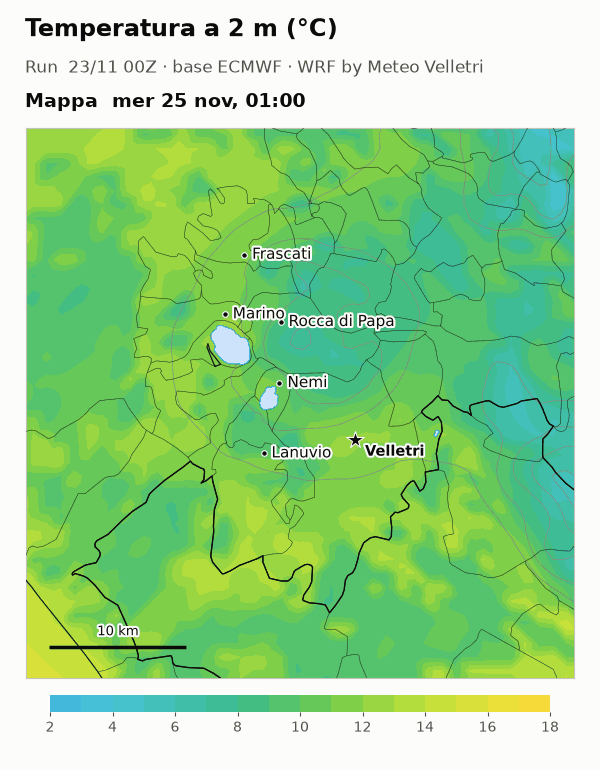 Temperatura a 2 m (°C)
Run  23/11 00Z · base ECMWF · WRF by Meteo Velletri
Mappa  mer 25 nov, 01:00
Frascati
Marino
Rocca di Papa
Nemi
Velletri
Lanuvio
10 km
2 4 6 8 10 12 14 16 18